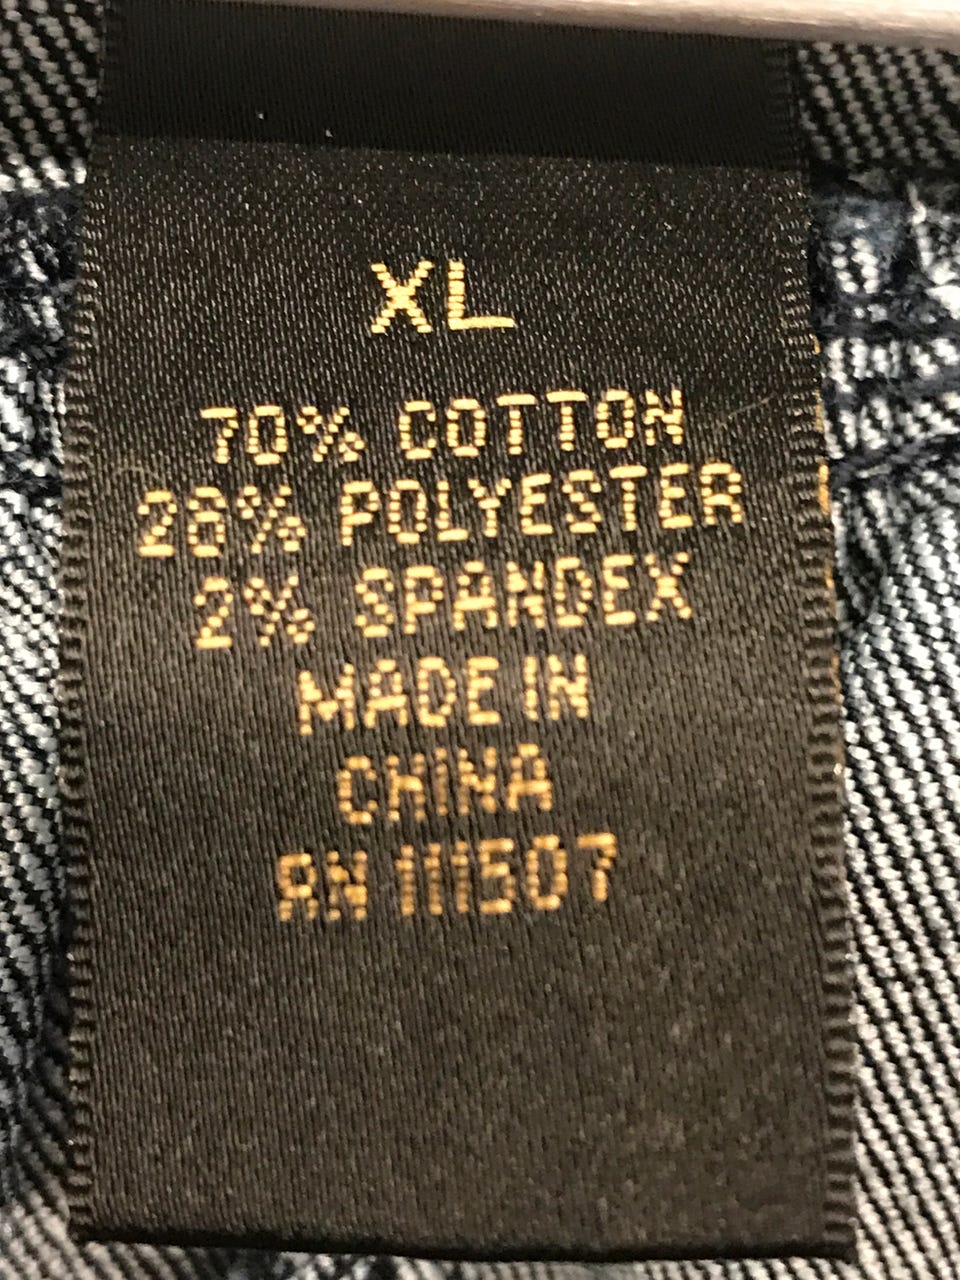 XL
70% COTTON
28% POLYESTER
2% SPANDEX
MADE IN
CHINA
RN 111507